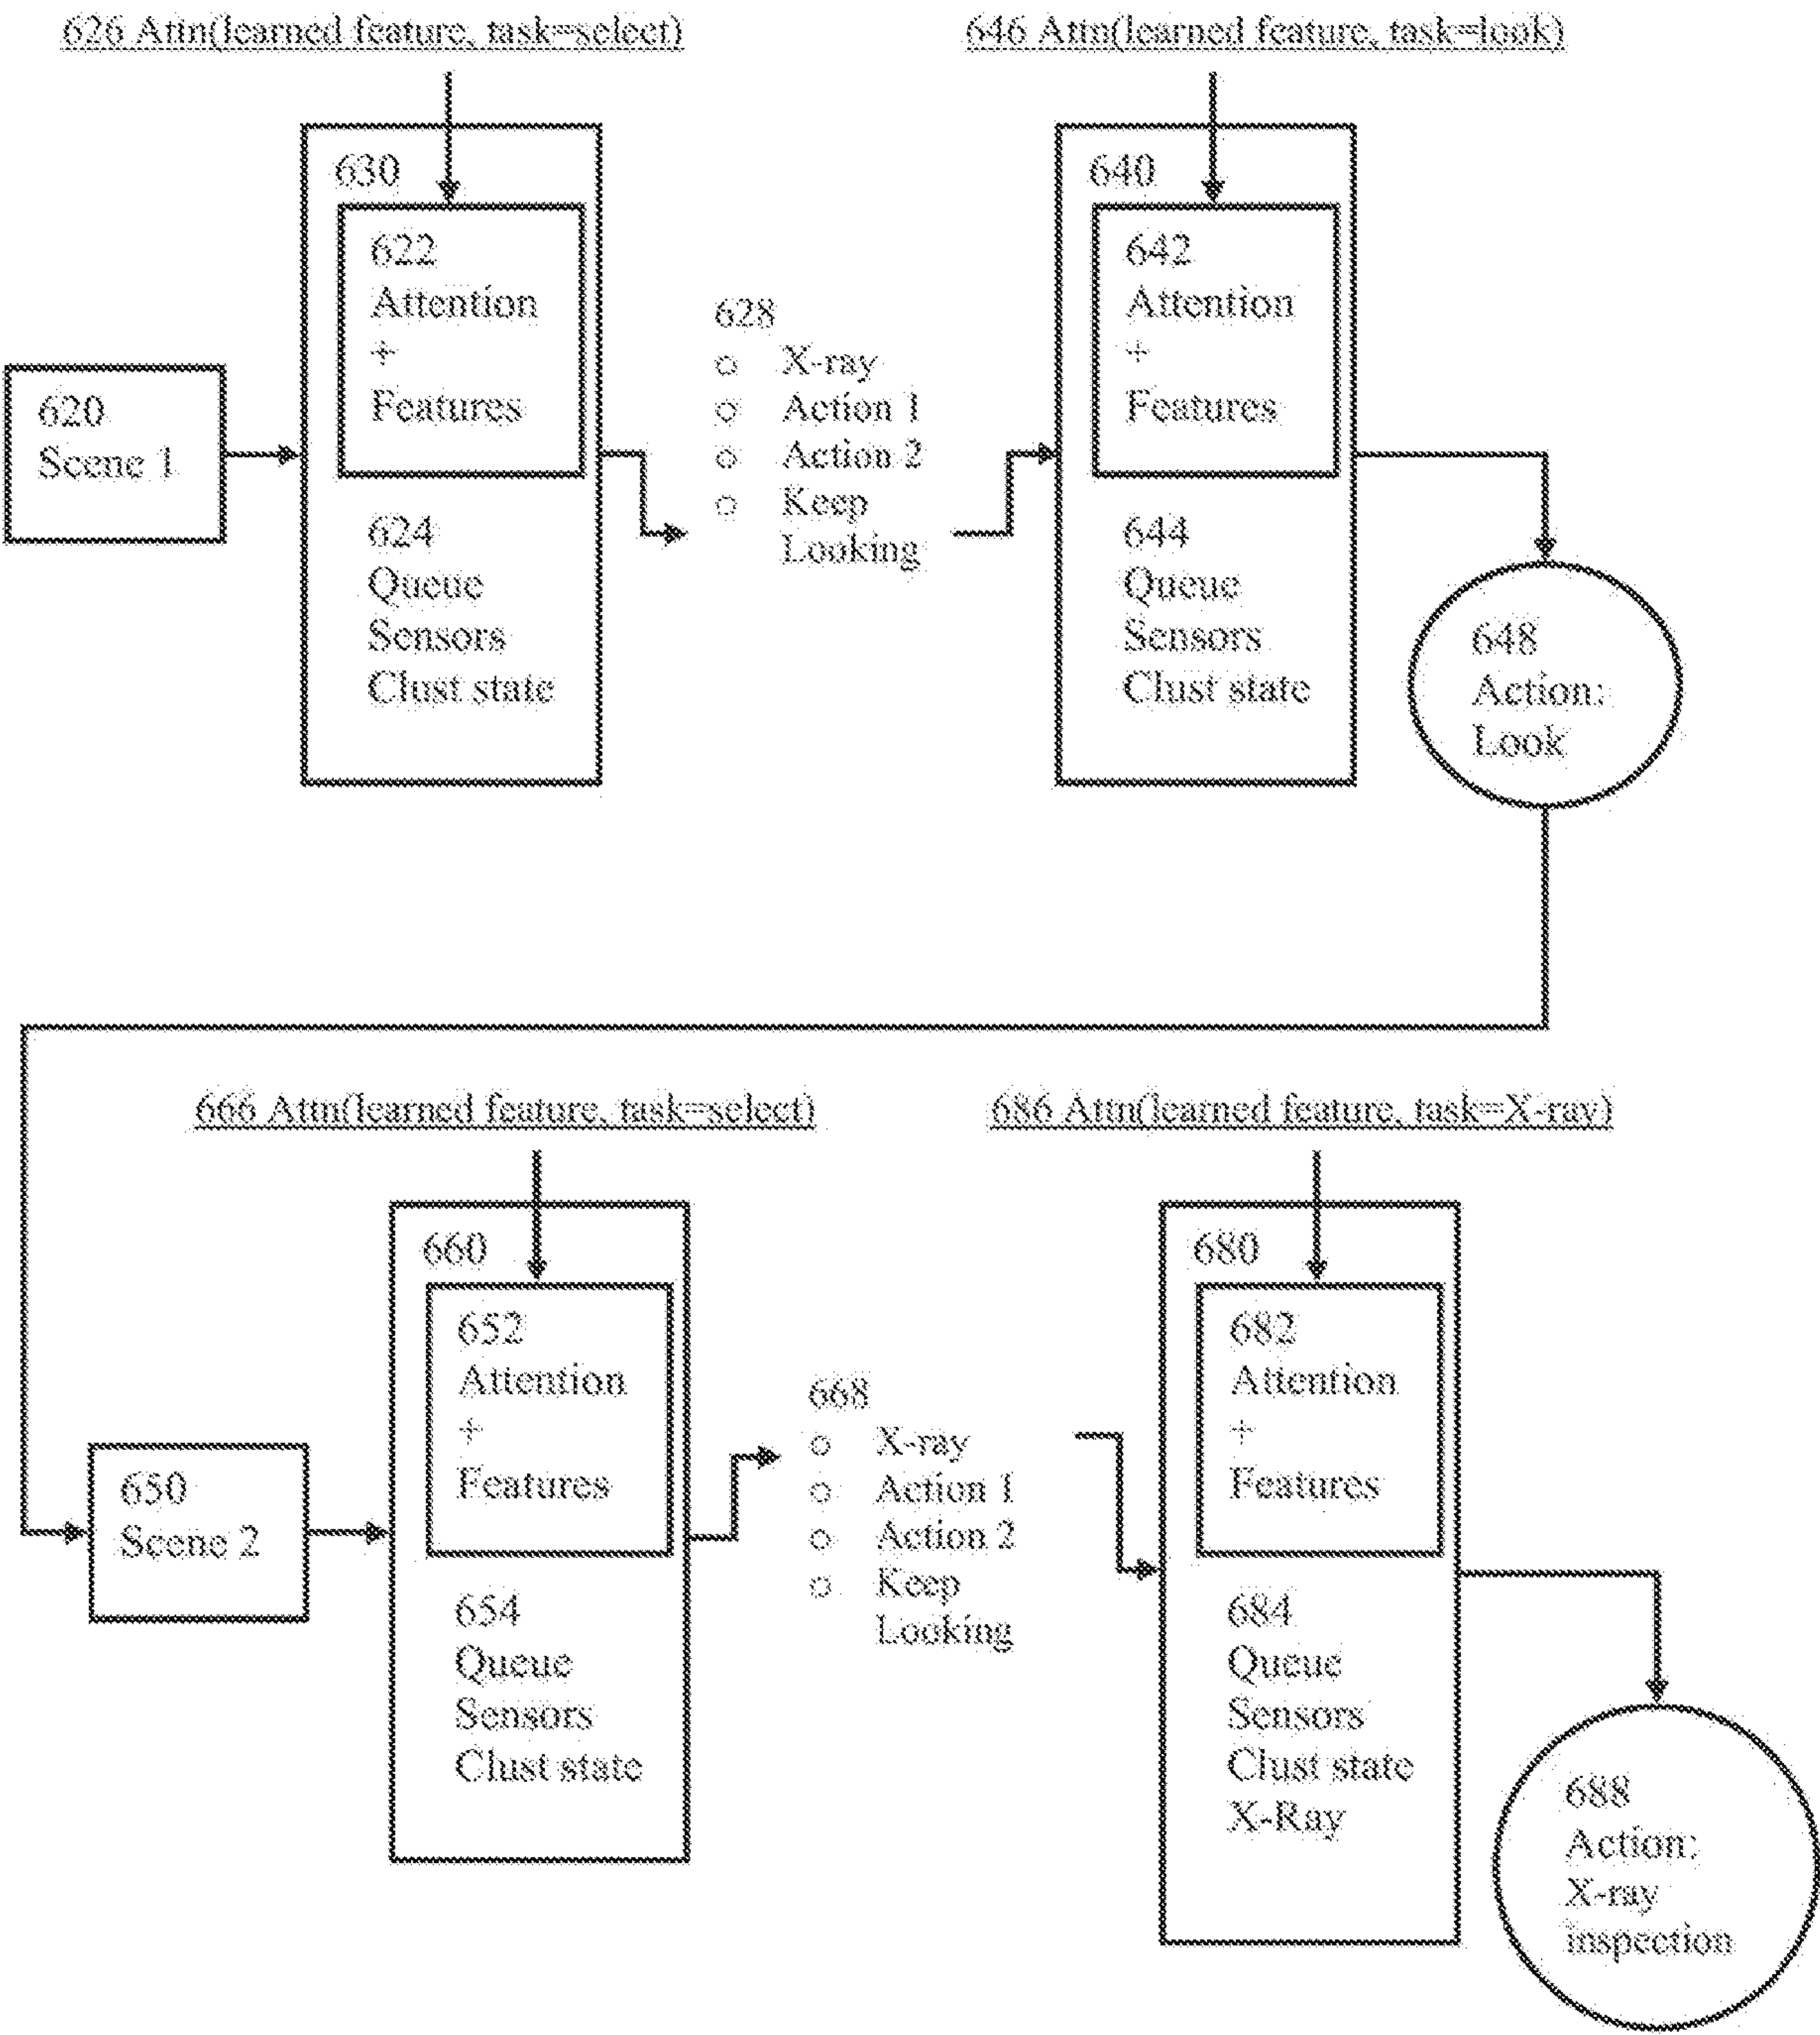 626 Attn(learned feature, task=select)
646 Attn(learned feature, task=look)
630
622
Attention
+
Features
624
Queue
Sensors
Clust state
620
Scene 1
628
○ X-ray
○ Action 1
○ Action 2
○ Keep
Looking
640
642
Attention
+
Features
644
Queue
Sensors
Clust state
648
Action:
Look
666 Attn(learned feature, task=select)
686 Attn(learned feature, task=X-ray)
650
Scene 2
660
652
Attention
+
Features
654
Queue
Sensors
Clust state
668
○ X-ray
○ Action 1
○ Action 2
○ Keep
Looking
680
682
Attention
+
Features
684
Queue
Sensors
Clust state
X-Ray
688
Action:
X-ray
inspection